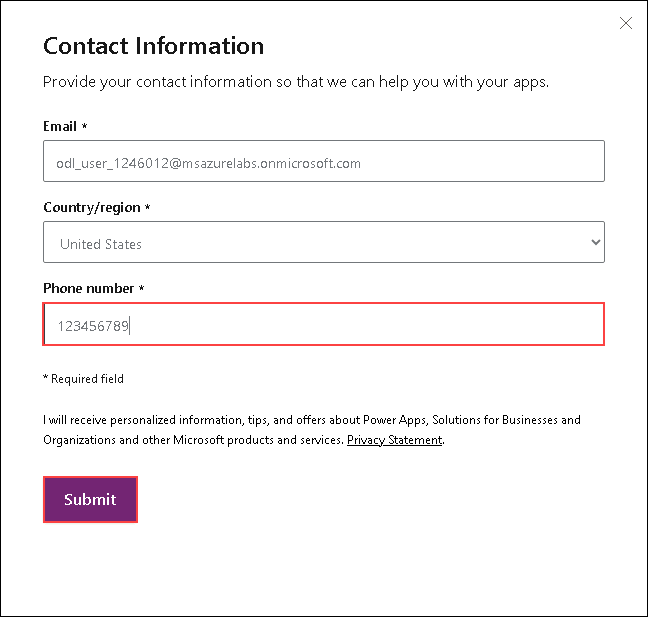 Contact Information
Provide your contact information so that we can help you with your apps.
Email *
odl_user_1246012@msazurelabs.onmicrosoft.com
Country/region *
United States
Phone number *
123456789
* Required field
I will receive personalized information, tips, and offers about Power Apps, Solutions for Businesses and
Organizations and other Microsoft products and services. Privacy Statement.
Submit